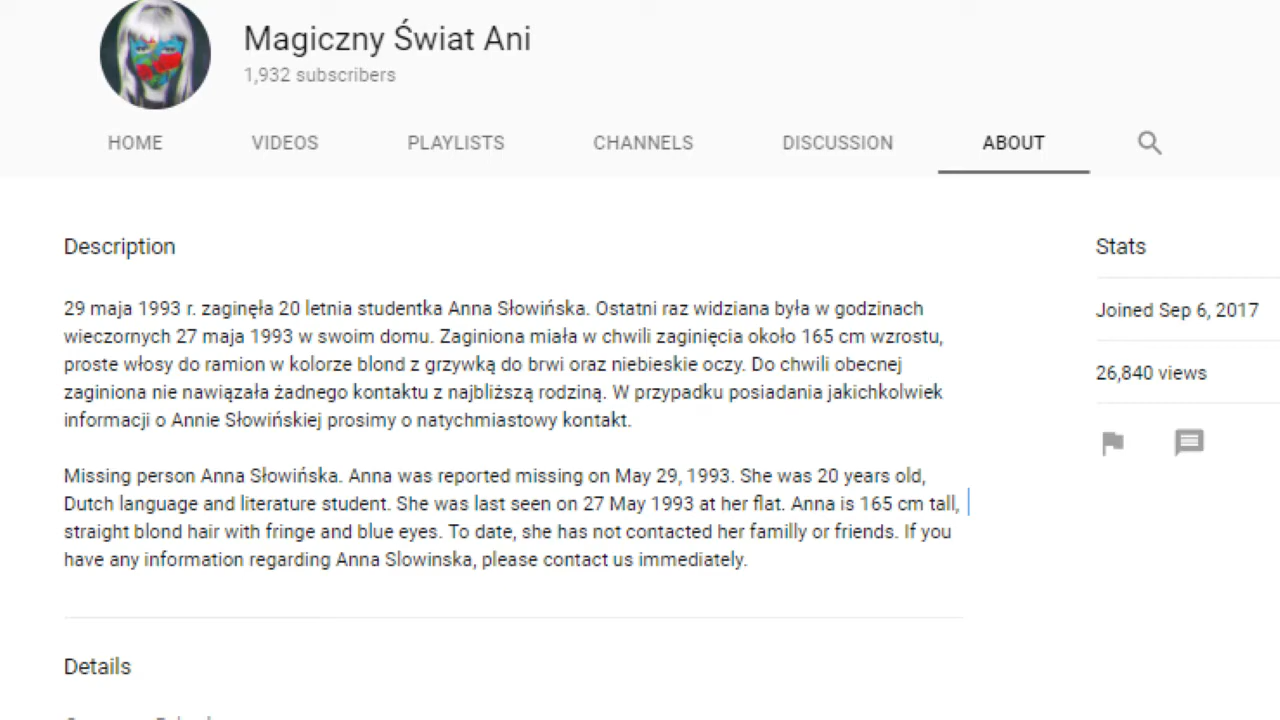 Magiczny Świat Ani
1,932 subscribers
HOME VIDEOS PLAYLISTS CHANNELS DISCUSSION ABOUT
Description
29 maja 1993 r. zaginęła 20 letnia studentka Anna Słowińska. Ostatni raz widziana była w godzinach
wieczornych 27 maja 1993 w swoim domu. Zaginiona miała w chwili zaginięcia około 165 cm wzrostu,
proste włosy do ramion w kolorze blond z grzywką do brwi oraz niebieskie oczy. Do chwili obecnej
zaginiona nie nawiązała żadnego kontaktu z najbliższą rodziną. W przypadku posiadania jakichkolwiek
informacji o Annie Słowińskiej prosimy o natychmiastowy kontakt.
Missing person Anna Słowińska. Anna was reported missing on May 29, 1993. She was 20 years old,
Dutch language and literature student. She was last seen on 27 May 1993 at her flat. Anna is 165 cm tall,
straight blond hair with fringe and blue eyes. To date, she has not contacted her familly or friends. If you
have any information regarding Anna Slowinska, please contact us immediately.
Stats
Joined Sep 6, 2017
26,840 views
Details